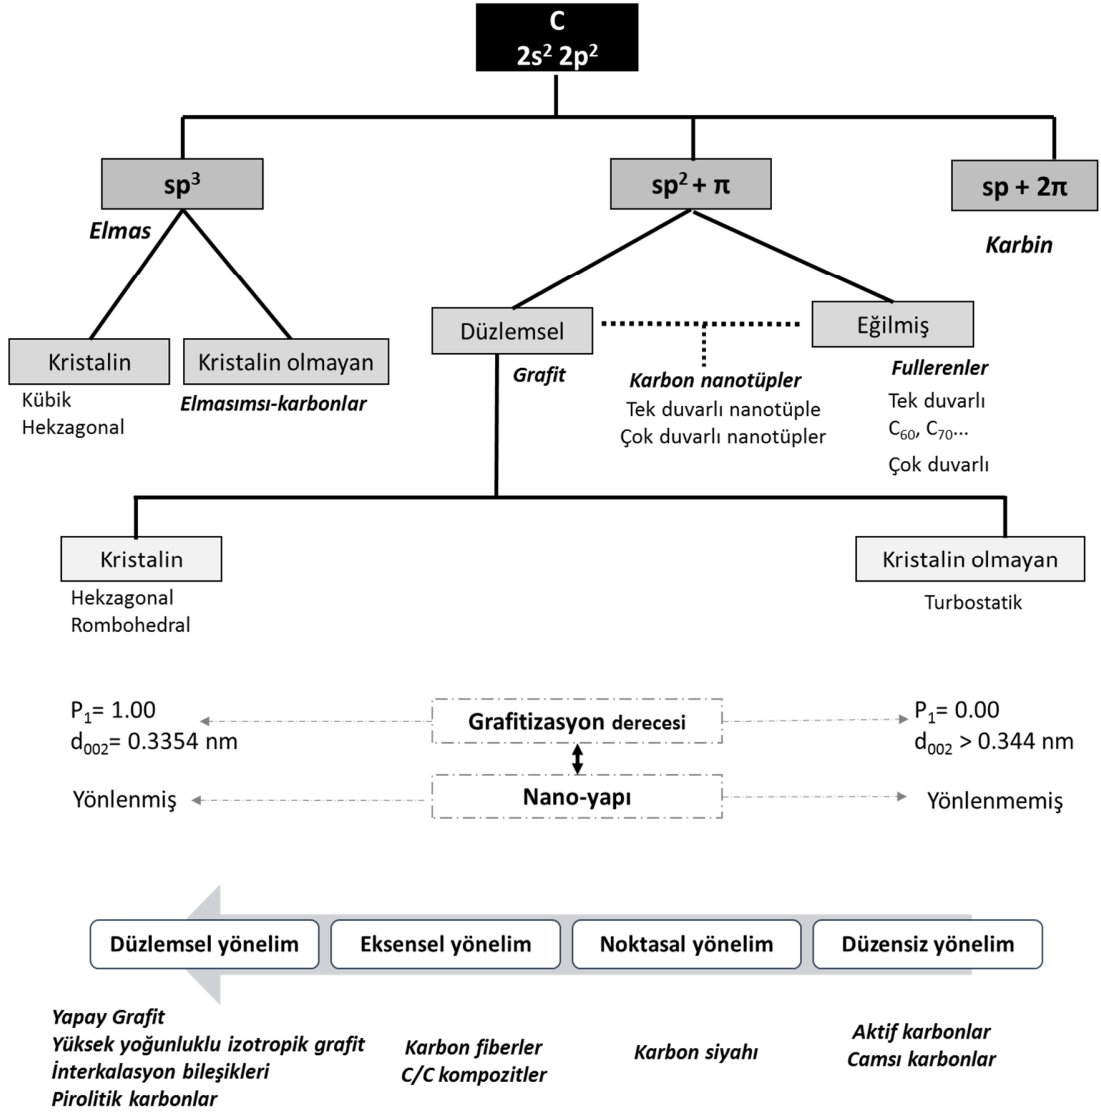 C
2s² 2p²
sp³
sp² + π
sp + 2π
Elmas
Karbin
Kristalin
Kristalin olmayan
Düzlemsel
Eğilmiş
Kübik
Hekzagonal
Elmasımsı-karbonlar
Grafit
Karbon nanotüpler
Tek duvarlı nanotüple
Çok duvarlı nanotüpler
Fullerenler
Tek duvarlı
C₆₀, C₇₀...
Çok duvarlı
Kristalin
Kristalin olmayan
Hekzagonal
Rombohedral
Turbostatik
P₁= 1.00
d₀₀₂= 0.3354 nm
Grafitizasyon derecesi
P₁= 0.00
d₀₀₂ > 0.344 nm
Yönlenmiş
Nano-yapı
Yönlenmemiş
Düzlemsel yönelim
Eksensel yönelim
Noktasal yönelim
Düzensiz yönelim
Yapay Grafit
Yüksek yoğunluklu izotropik grafit
İnterkalasyon bileşikleri
Pirolitik karbonlar
Karbon fiberler
C/C kompozitler
Karbon siyahı
Aktif karbonlar
Camsı karbonlar